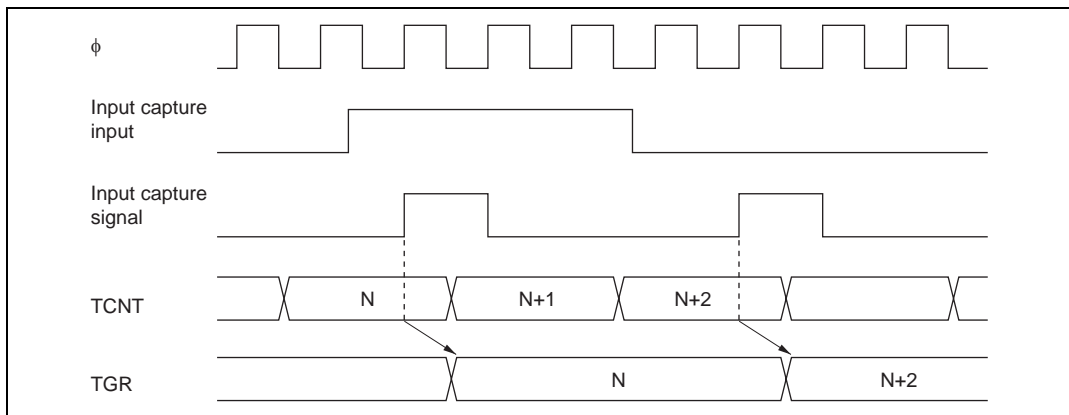 ϕ
Input capture
input
Input capture
signal
TCNT N N+1 N+2
TGR N N+2